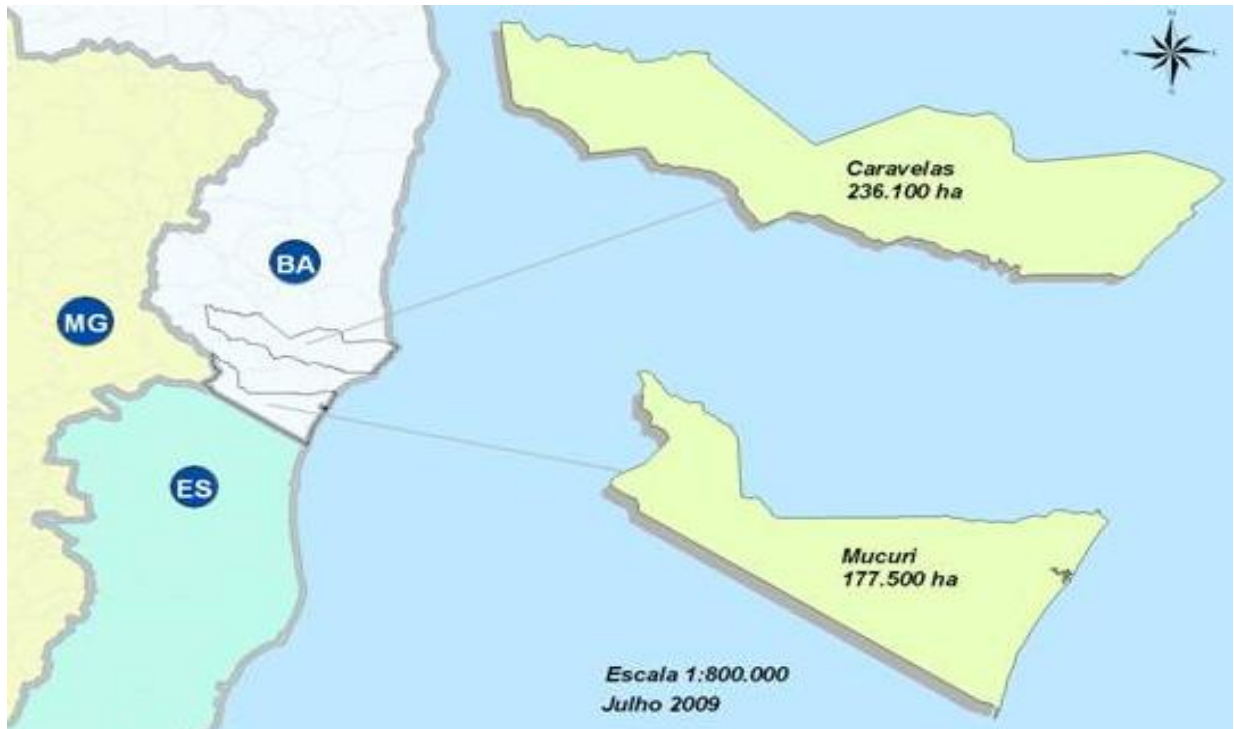 BA
MG
ES
Caravelas
236.100 ha
Mucuri
177.500 ha
Escala 1:800.000
Julho 2009